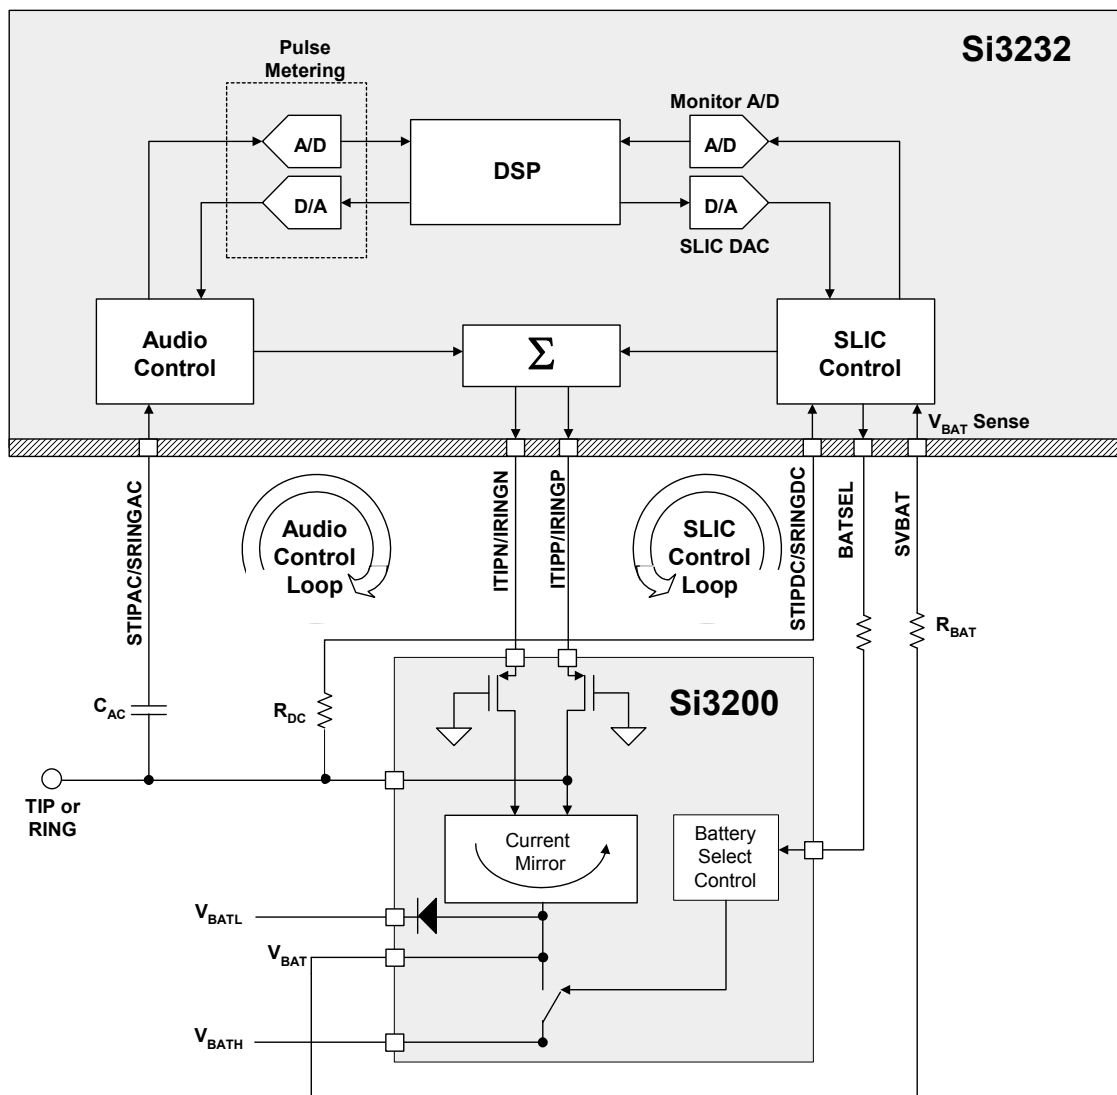 Si3232
Pulse
Metering
Monitor A/D
A/D
DSP
A/D
D/A
D/A
SLIC DAC
Audio
Control
Σ
SLIC
Control
VBAT Sense
STIPAC/SRINGAC
Audio
Control
Loop
ITIPN/IRINGN
ITIPP/IRINGP
SLIC
Control
Loop
STIPDC/SRINGDC
BATSEL
SVBAT
RBAT
CAC
RDC
Si3200
TIP or
RING
Current
Mirror
Battery
Select
Control
VBATL
VBAT
VBATH